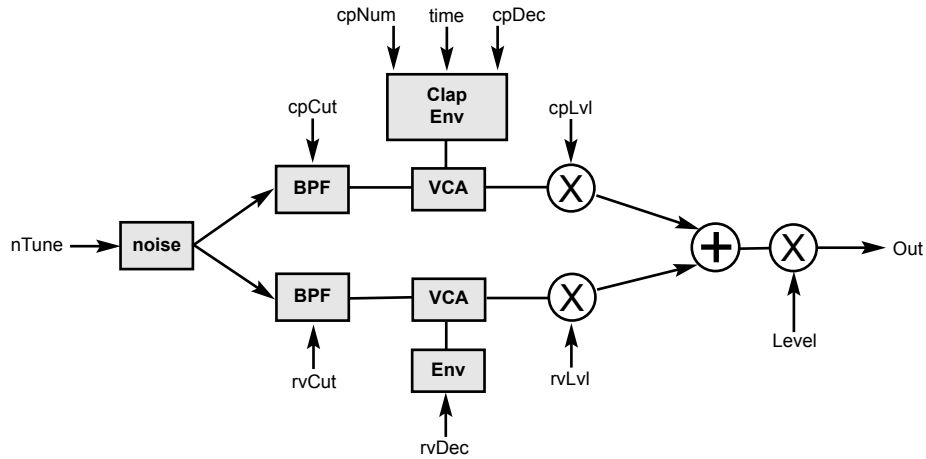 cpNum
time
cpDec
Clap
Env
cpCut
cpLvl
BPF
VCA
X
nTune
noise
+
X
Out
BPF
VCA
X
Level
rvCut
Env
rvLvl
rvDec